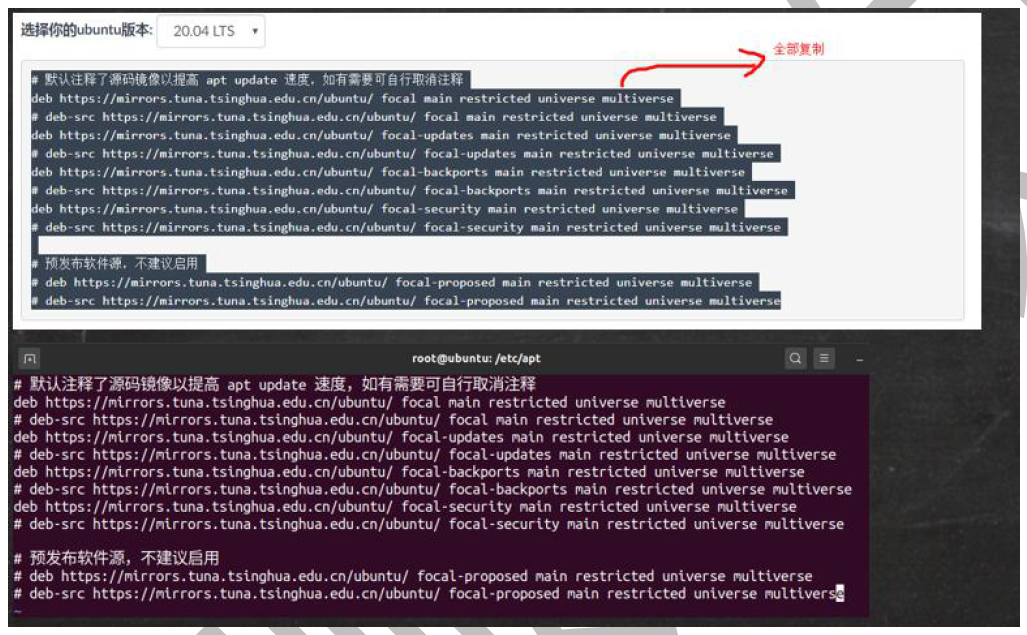 选择你的ubuntu版本: 20.04 LTS
全部复制
# 默认注释了源码镜像以提高 apt update 速度，如有需要可自行取消注释
deb https://mirrors.tuna.tsinghua.edu.cn/ubuntu/ focal main restricted universe multiverse
# deb-src https://mirrors.tuna.tsinghua.edu.cn/ubuntu/ focal main restricted universe multiverse
deb https://mirrors.tuna.tsinghua.edu.cn/ubuntu/ focal-updates main restricted universe multiverse
# deb-src https://mirrors.tuna.tsinghua.edu.cn/ubuntu/ focal-updates main restricted universe multiverse
deb https://mirrors.tuna.tsinghua.edu.cn/ubuntu/ focal-backports main restricted universe multiverse
# deb-src https://mirrors.tuna.tsinghua.edu.cn/ubuntu/ focal-backports main restricted universe multiverse
deb https://mirrors.tuna.tsinghua.edu.cn/ubuntu/ focal-security main restricted universe multiverse
# deb-src https://mirrors.tuna.tsinghua.edu.cn/ubuntu/ focal-security main restricted universe multiverse
# 预发布软件源，不建议启用
# deb https://mirrors.tuna.tsinghua.edu.cn/ubuntu/ focal-proposed main restricted universe multiverse
# deb-src https://mirrors.tuna.tsinghua.edu.cn/ubuntu/ focal-proposed main restricted universe multiverse
root@ubuntu: /etc/apt
# 默认注释了源码镜像以提高 apt update 速度，如有需要可自行取消注释
deb https://mirrors.tuna.tsinghua.edu.cn/ubuntu/ focal main restricted universe multiverse
# deb-src https://mirrors.tuna.tsinghua.edu.cn/ubuntu/ focal main restricted universe multiverse
deb https://mirrors.tuna.tsinghua.edu.cn/ubuntu/ focal-updates main restricted universe multiverse
# deb-src https://mirrors.tuna.tsinghua.edu.cn/ubuntu/ focal-updates main restricted universe multiverse
deb https://mirrors.tuna.tsinghua.edu.cn/ubuntu/ focal-backports main restricted universe multiverse
# deb-src https://mirrors.tuna.tsinghua.edu.cn/ubuntu/ focal-backports main restricted universe multiverse
deb https://mirrors.tuna.tsinghua.edu.cn/ubuntu/ focal-security main restricted universe multiverse
# deb-src https://mirrors.tuna.tsinghua.edu.cn/ubuntu/ focal-security main restricted universe multiverse
# 预发布软件源，不建议启用
# deb https://mirrors.tuna.tsinghua.edu.cn/ubuntu/ focal-proposed main restricted universe multiverse
# deb-src https://mirrors.tuna.tsinghua.edu.cn/ubuntu/ focal-proposed main restricted universe multiverse
~